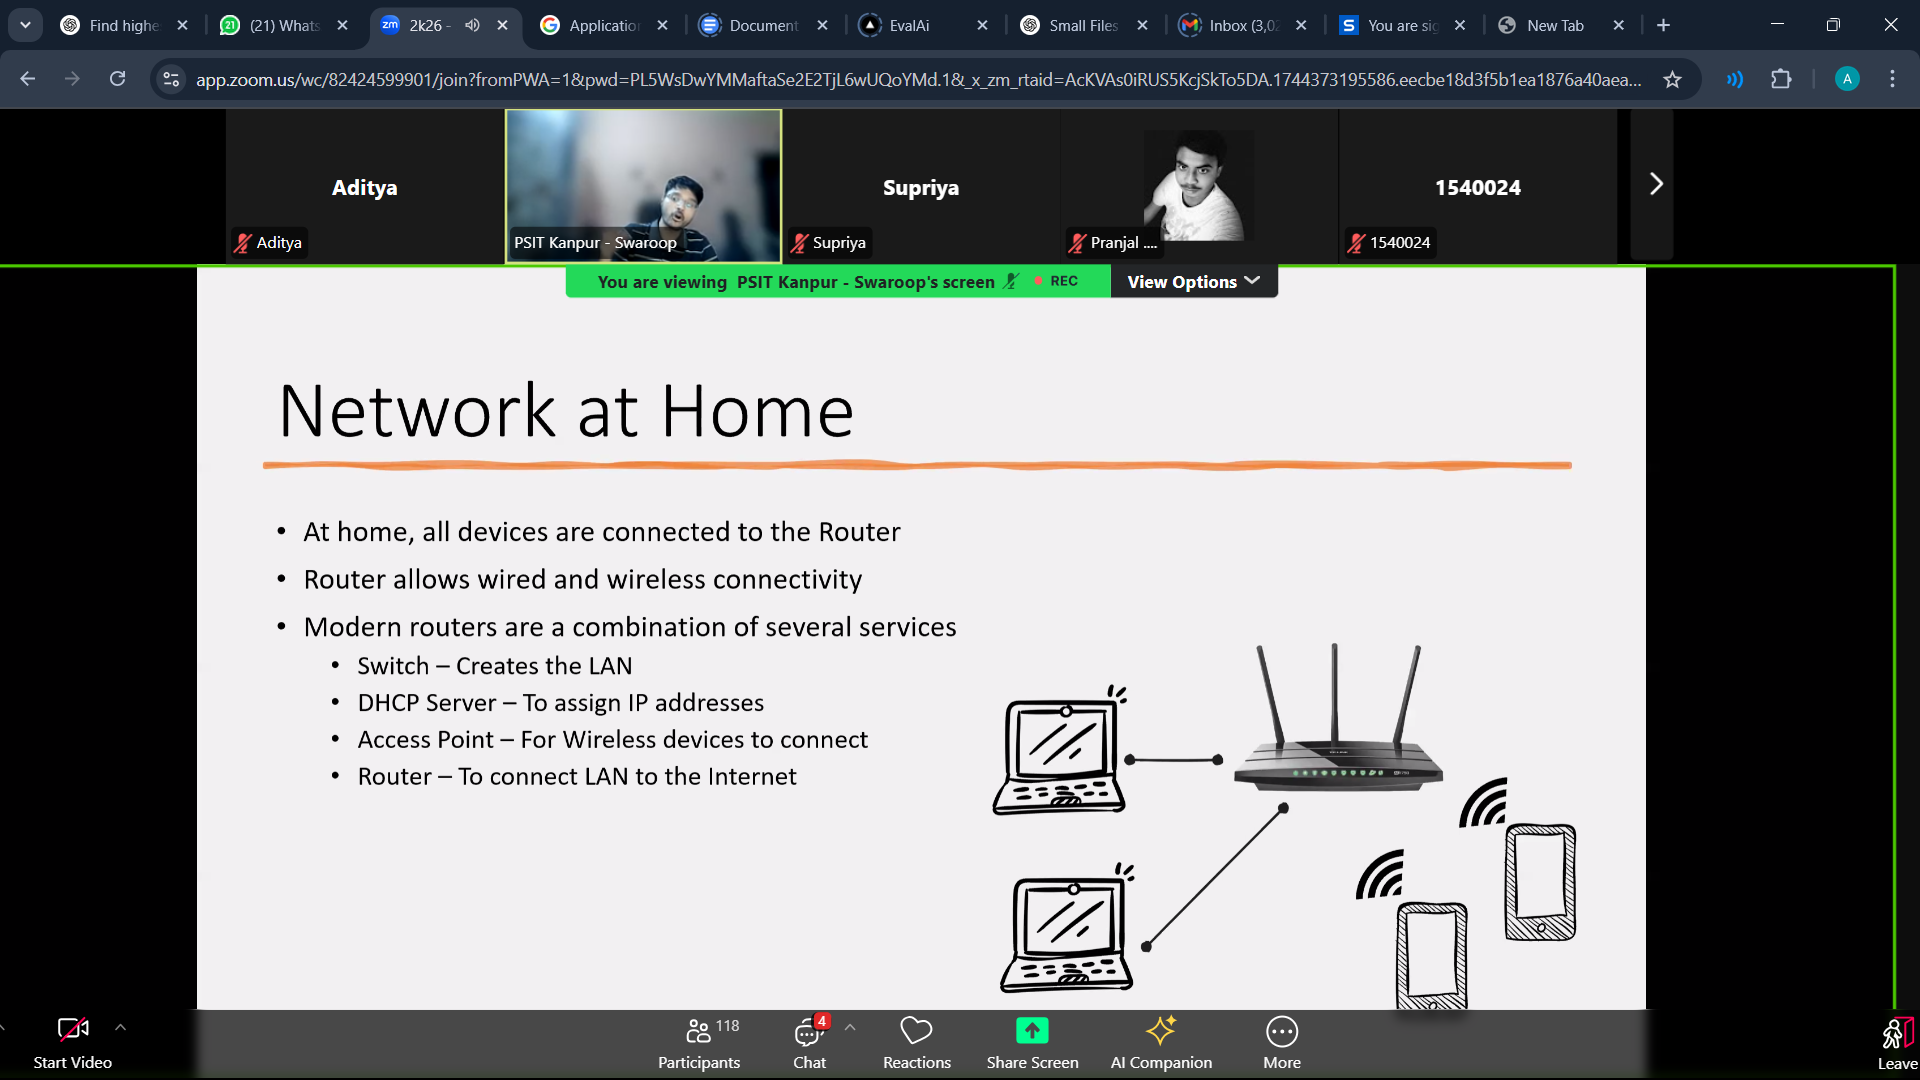 Find highe
(21) Whats
zm 2k26 -
Applicatio
Document
EvalAi
Small Files
Inbox (3,02
S You are sig
New Tab
app.zoom.us/wc/82424599901/join?fromPWA=1&pwd=PL5WsDwYMMaftaSe2E2TjL6wUQoYMd.1&_x_zm_rtaid=AcKVAs0iRUS5KcjSkTo5DA.1744373195586.eecbe18d3f5b1ea1876a40aea...
A
Aditya
Supriya
1540024
Aditya
PSIT Kanpur - Swaroop
Supriya
Pranjal ....
1540024
You are viewing PSIT Kanpur - Swaroop's screen
REC
View Options
Network at Home
• At home, all devices are connected to the Router
• Router allows wired and wireless connectivity
• Modern routers are a combination of several services
• Switch – Creates the LAN
• DHCP Server – To assign IP addresses
• Access Point – For Wireless devices to connect
• Router – To connect LAN to the Internet
118
4
Start Video
Participants
Chat
Reactions
Share Screen
AI Companion
More
Leave